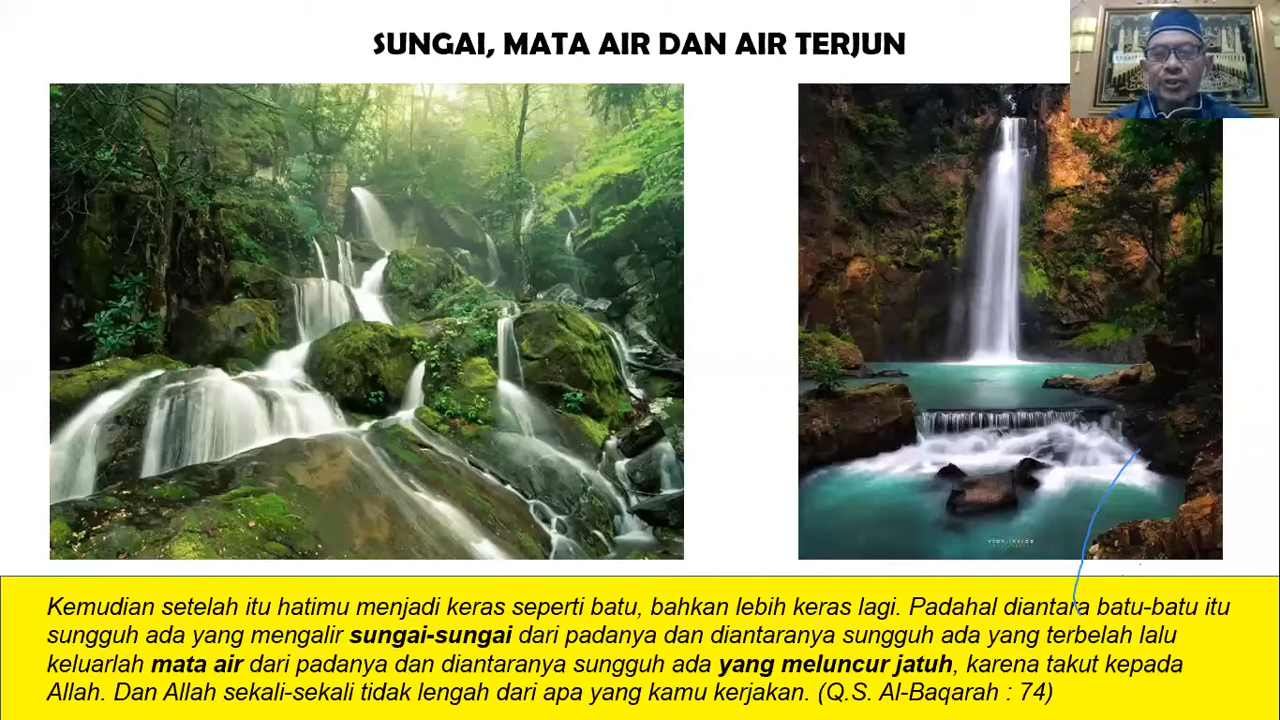 SUNGAI, MATA AIR DAN AIR TERJUN
vian.inside
Kemudian setelah itu hatimu menjadi keras seperti batu, bahkan lebih keras lagi. Padahal diantara batu-batu itu
sungguh ada yang mengalir sungai-sungai dari padanya dan diantaranya sungguh ada yang terbelah lalu
keluarlah mata air dari padanya dan diantaranya sungguh ada yang meluncur jatuh, karena takut kepada
Allah. Dan Allah sekali-sekali tidak lengah dari apa yang kamu kerjakan. (Q.S. Al-Baqarah : 74)